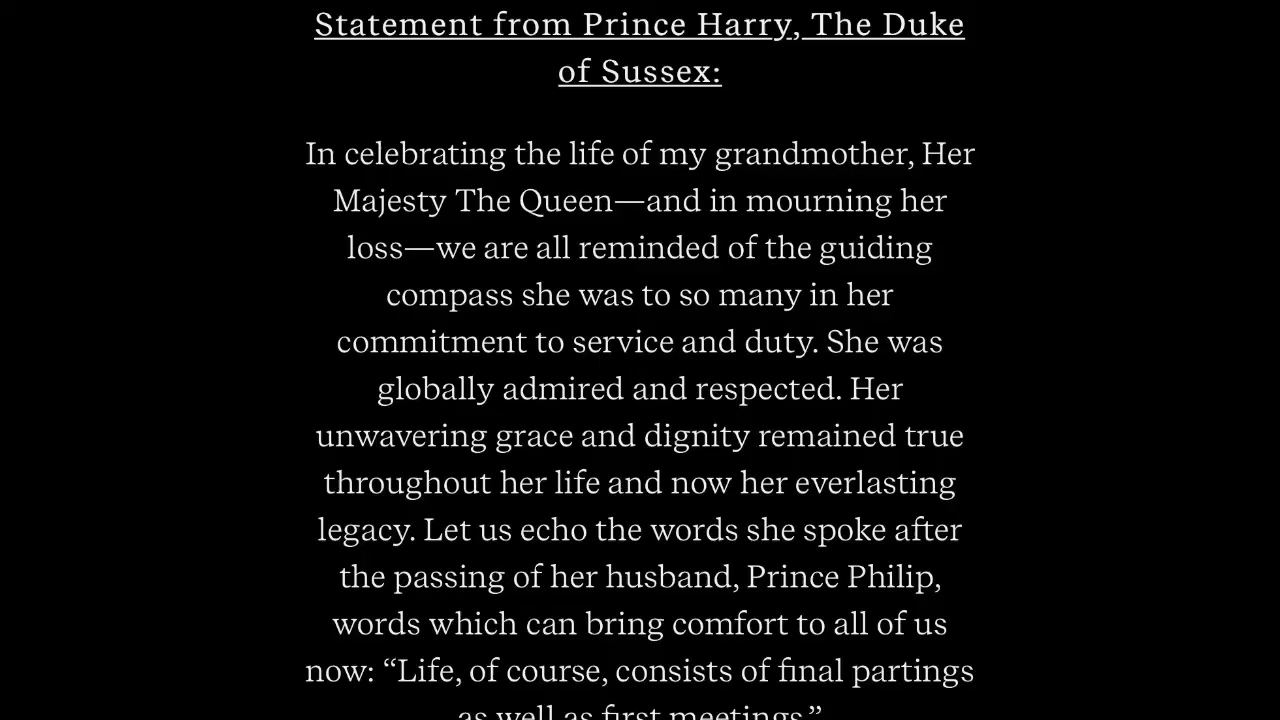 Statement from Prince Harry, The Duke
of Sussex:
In celebrating the life of my grandmother, Her
Majesty The Queen—and in mourning her
loss—we are all reminded of the guiding
compass she was to so many in her
commitment to service and duty. She was
globally admired and respected. Her
unwavering grace and dignity remained true
throughout her life and now her everlasting
legacy. Let us echo the words she spoke after
the passing of her husband, Prince Philip,
words which can bring comfort to all of us
now: “Life, of course, consists of final partings
as well as first meetings.”